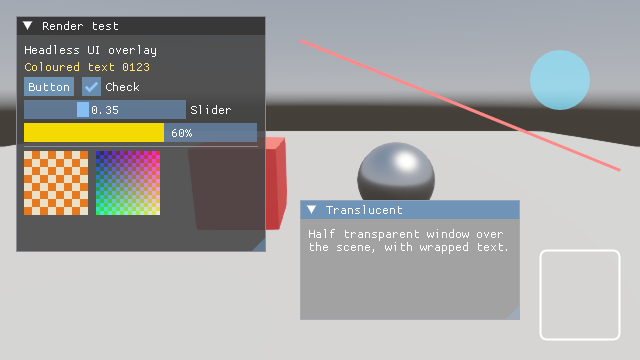 Render test
Headless UI overlay
Coloured text 0123
Button Check
0.35 Slider
60%
Translucent
Half transparent window over
the scene, with wrapped text.